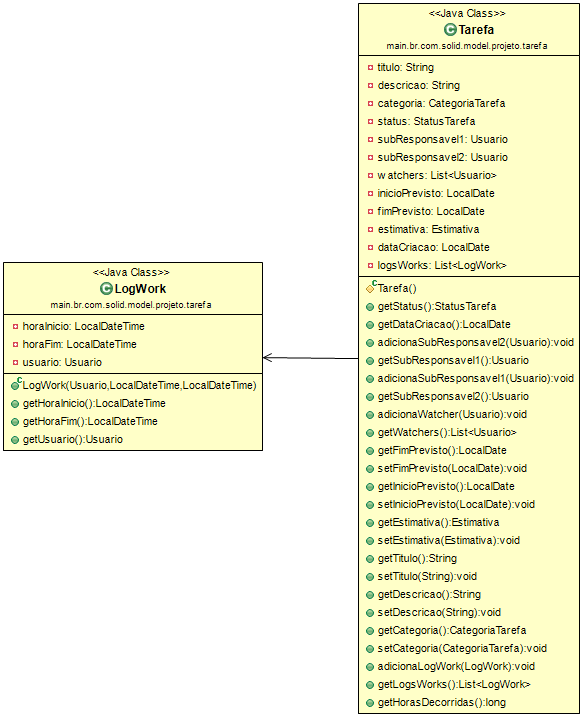 <<Java Class>>
LogWork
main.br.com.solid.model.projeto.tarefa
horaInicio: LocalDateTime
horaFim: LocalDateTime
usuario: Usuario
LogWork(Usuario,LocalDateTime,LocalDateTime)
getHoraInicio():LocalDateTime
getHoraFim():LocalDateTime
getUsuario():Usuario
<<Java Class>>
Tarefa
main.br.com.solid.model.projeto.tarefa
titulo: String
descricao: String
categoria: CategoriaTarefa
status: StatusTarefa
subResponsavel1: Usuario
subResponsavel2: Usuario
watchers: List<Usuario>
inicioPrevisto: LocalDate
fimPrevisto: LocalDate
estimativa: Estimativa
dataCriacao: LocalDate
logsWorks: List<LogWork>
Tarefa()
getStatus():StatusTarefa
getDataCriacao():LocalDate
adicionaSubResponsavel2(Usuario):void
getSubResponsavel1():Usuario
adicionaSubResponsavel1(Usuario):void
getSubResponsavel2():Usuario
adicionaWatcher(Usuario):void
getWatchers():List<Usuario>
getFimPrevisto():LocalDate
setFimPrevisto(LocalDate):void
getInicioPrevisto():LocalDate
setInicioPrevisto(LocalDate):void
getEstimativa():Estimativa
setEstimativa(Estimativa):void
getTitulo():String
setTitulo(String):void
getDescricao():String
setDescricao(String):void
getCategoria():CategoriaTarefa
setCategoria(CategoriaTarefa):void
adicionaLogWork(LogWork):void
getLogsWorks():List<LogWork>
getHorasDecorridas():long